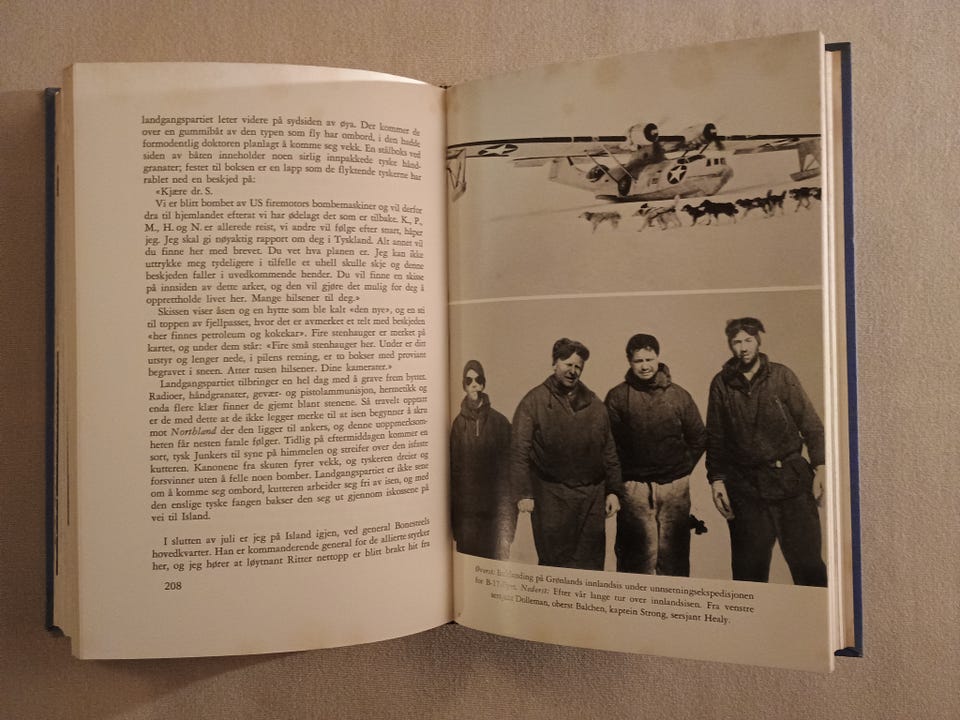 landgangspartiet leter videre på sydsiden av øya. Der kommer de
over en gummibåt av den typen som fly har ombord, i den hadde
formodentlig doktoren planlagt å komme seg vekk. En stålboks ved
siden av båten inneholder noen sirlig innpakkede tyske hånd-
granater; festet til boksen er en lapp som de flyktende tyskerne har
rablet ned en beskjed på:
«Kjære dr. S.
Vi er blitt bombet av US firemotors bombemaskiner og vil derfor
dra til hjemlandet efterat vi har ødelagt det som er tilbake. K., P.,
M., H. og N. er allerede reist, vi andre vil følge efter snart, håper
jeg. Jeg skal gi nøyaktig rapport om deg i Tyskland. Alt annet vil
du finne her med brevet. Du vet hva planen er. Jeg kan ikke
uttrykke meg tydeligere i tilfelle et uhell skulle skje og denne
beskjeden faller i uvedkommende hender. Du vil finne en skisse
på innsiden av dette arket, og den vil gjøre det mulig for deg å
opprettholde livet her. Mange hilsener til deg.»
Skissen viser åsen og en hytte som ble kalt «den nye», og en sti
til toppen av fjellpasset, hvor det er avmerket et telt med beskjeden
«her finnes petroleum og kokekar». Fire stenhauger er merket på
kartet, og under dem står: «Fire små stenhauger her. Under er ditt
utstyr og lenger nede, i pilens retning, er to bokser med proviant
begravet i sneen. Atter tusen hilsener. Dine kamerater.»
Landgangspartiet tilbringer en hel dag med å grave frem byttet.
Radioer, håndgranater, gevær- og pistolammunisjon, hermetikk og
enda flere klær finner de gjemt blant stenene. Så travelt opptatt
er de med dette at de ikke legger merke til at isen begynner å skru
mot Northland der den ligger til ankers, og denne uoppmerksom-
heten får nesten fatale følger. Tidlig på eftermiddagen kommer en
sort, tysk Junkers til syne på himmelen og streifer over den isfaste
kutteren. Kanonene fra skuten fyrer vekk, og tyskeren dreier og
forsvinner uten å felle noen bomber. Landgangspartiet er ikke sene
om å komme seg ombord, kutteren arbeider seg fri av isen, og med
den enslige tyske fangen bakser den seg ut gjennom iskossene på
vei til Island.
I slutten av juli er jeg på Island igjen, ved general Bonesteels
hovedkvarter. Han er kommanderende general for de allierte styrker
her, og jeg hører at løytnant Ritter nettopp er blitt brakt hit fra
208
Øverst: landing på Grønlands innlandsis under unnsetningsekspedisjonen
for B-17-flyet. Nederst: Efter vår lange tur over innlandsisen. Fra venstre
sersjant Dolleman, oberst Balchen, kaptein Strong, sersjant Healy.